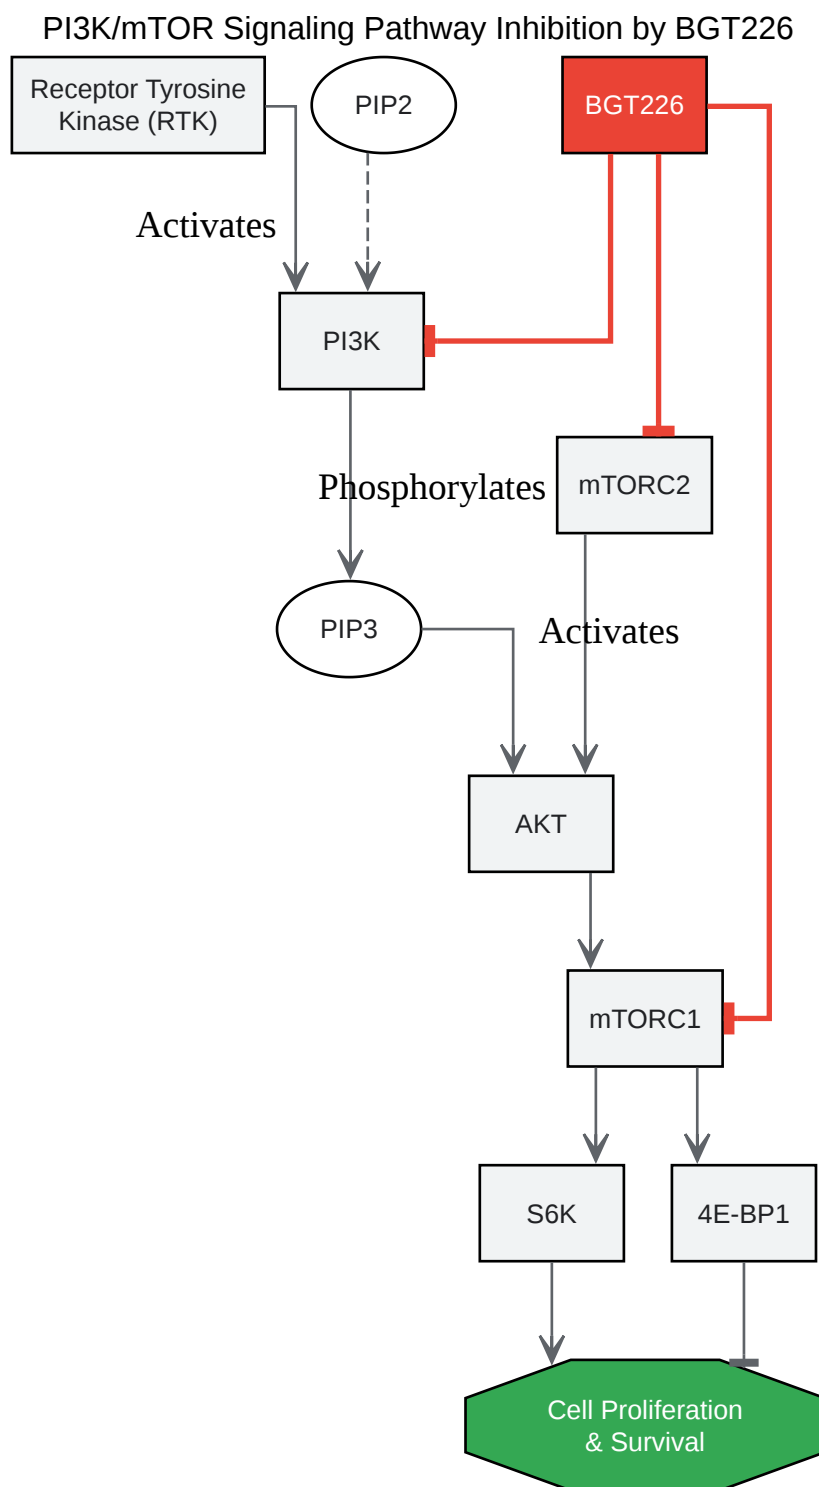 PI3K/mTOR Signaling Pathway Inhibition by BGT226
Receptor Tyrosine
Kinase (RTK)
PIP2
BGT226
Activates
PI3K
Phosphorylates
mTORC2
PIP3
Activates
AKT
mTORC1
S6K
4E-BP1
Cell Proliferation
& Survival